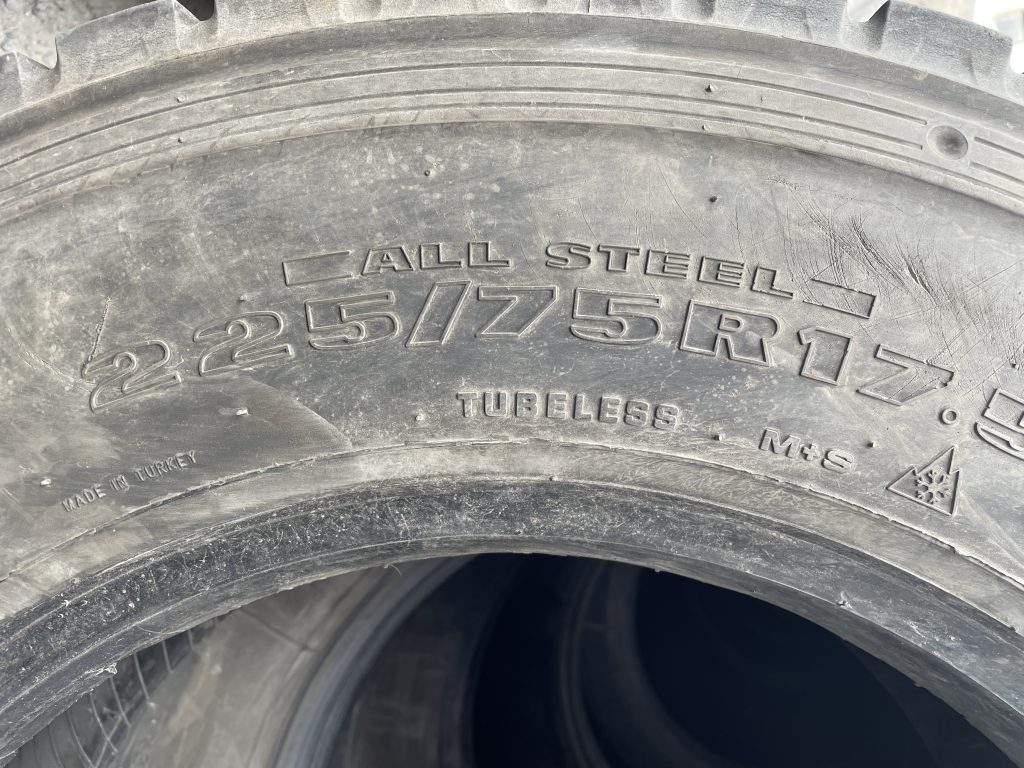 ALL STEEL
225/75R17.5
TUBELESS
M+S
MADE IN TURKEY